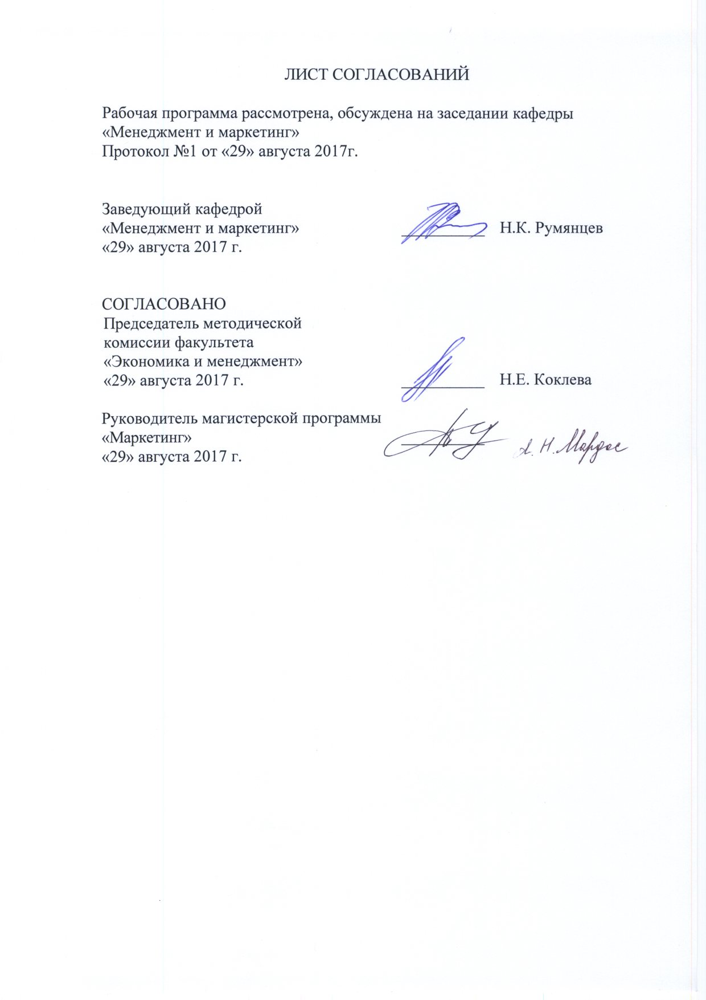 ЛИСТ СОГЛАСОВАНИЙ
Рабочая программа рассмотрена, обсуждена на заседании кафедры
«Менеджмент и маркетинг»
Протокол №1 от «29» августа 2017г.
Заведующий кафедрой
«Менеджмент и маркетинг» Н.К. Румянцев
«29» августа 2017 г.
СОГЛАСОВАНО
Председатель методической
комиссии факультета
«Экономика и менеджмент»
«29» августа 2017 г. Н.Е. Коклева
Руководитель магистерской программы
«Маркетинг» А. Н. Мардас
«29» августа 2017 г.